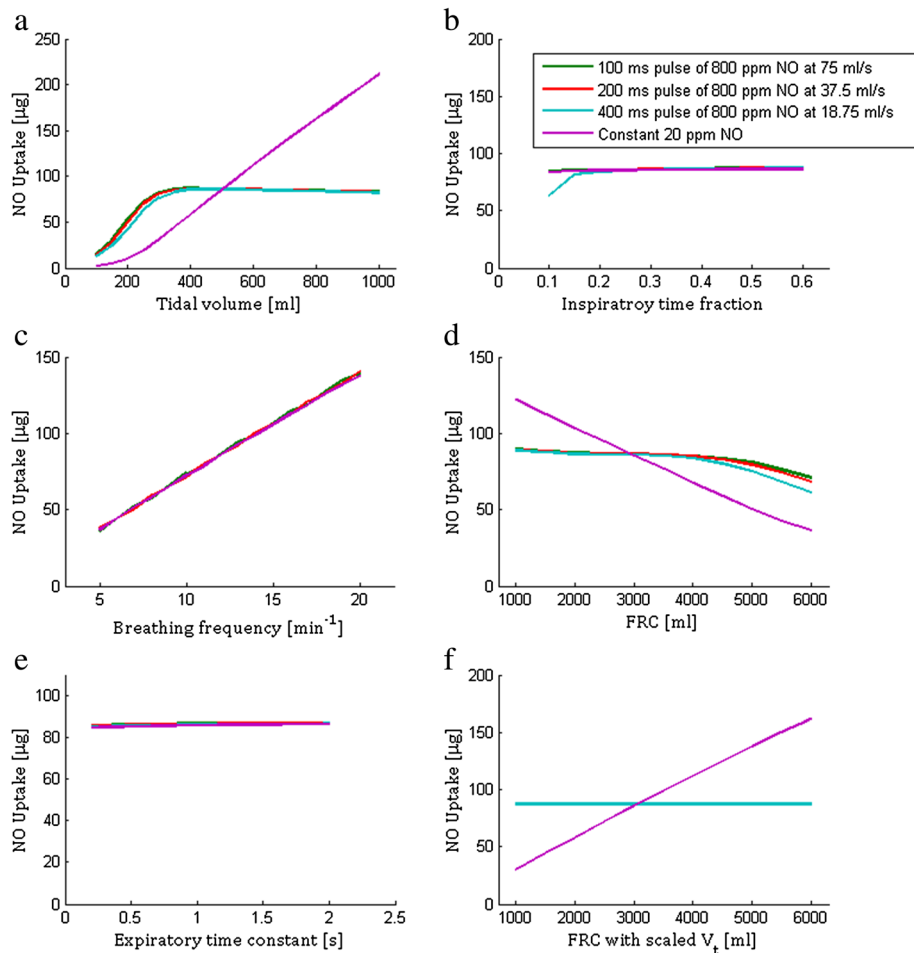 a
250
200
150
100
50
0
NO Uptake [µg]
0 200 400 600 800 1000
Tidal volume [ml]
b
200
150
100
50
0
NO Uptake [µg]
100 ms pulse of 800 ppm NO at 75 ml/s
200 ms pulse of 800 ppm NO at 37.5 ml/s
400 ms pulse of 800 ppm NO at 18.75 ml/s
Constant 20 ppm NO
0 0.1 0.2 0.3 0.4 0.5 0.6
Inspiratroy time fraction
c
150
100
50
0
NO Uptake [µg]
5 10 15 20
Breathing frequency [min⁻¹]
d
150
100
50
0
NO Uptake [µg]
1000 2000 3000 4000 5000 6000
FRC [ml]
e
100
80
60
40
20
0
NO Uptake [µg]
0 0.5 1 1.5 2 2.5
Expiratory time constant [s]
f
200
150
100
50
0
NO Uptake [µg]
1000 2000 3000 4000 5000 6000
FRC with scaled Vₜ [ml]